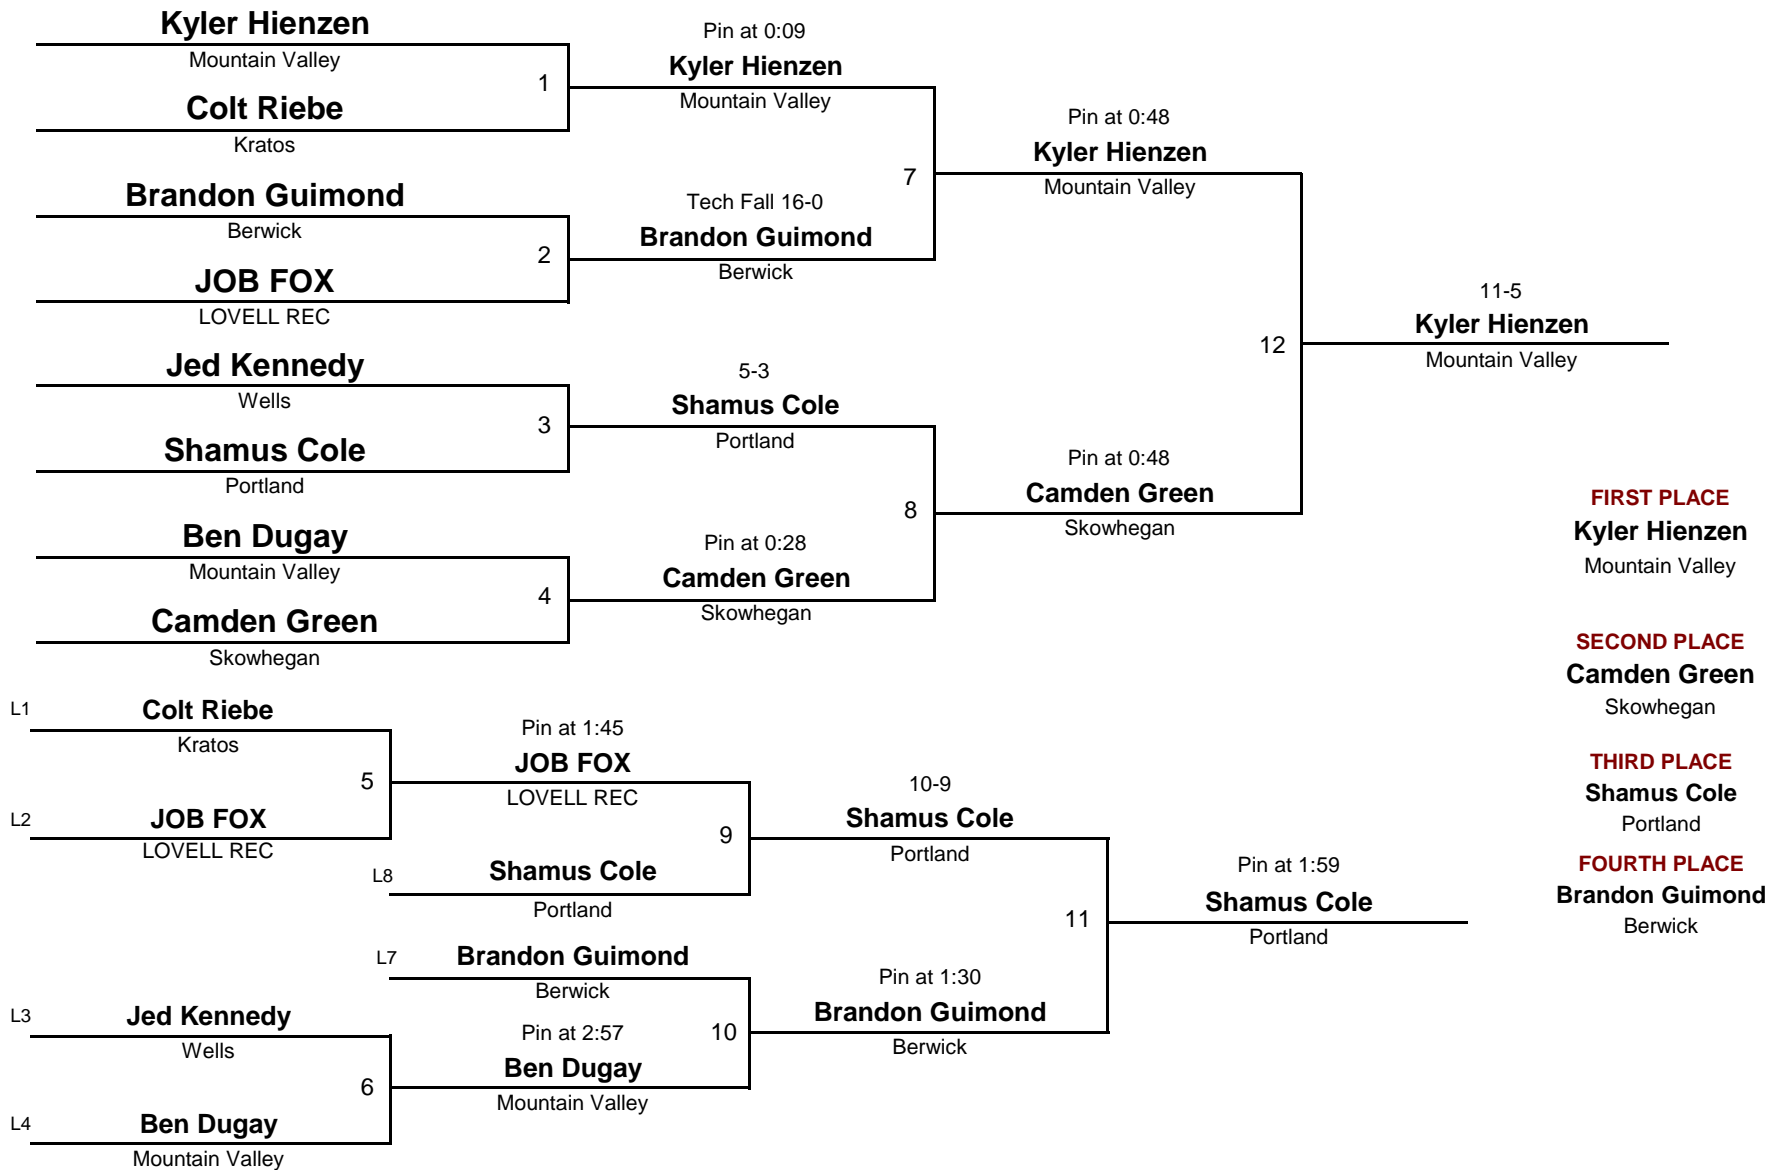 Kyler Hienzen
Mountain Valley
1
Colt Riebe
Kratos
Brandon Guimond
Berwick
2
JOB FOX
LOVELL REC
Jed Kennedy
Wells
3
Shamus Cole
Portland
Ben Dugay
Mountain Valley
4
Camden Green
Skowhegan
Pin at 0:09
Kyler Hienzen
Mountain Valley
7
Tech Fall 16-0
Brandon Guimond
Berwick
5-3
Shamus Cole
Portland
8
Pin at 0:28
Camden Green
Skowhegan
Pin at 0:48
Kyler Hienzen
Mountain Valley
12
Pin at 0:48
Camden Green
Skowhegan
11-5
Kyler Hienzen
Mountain Valley
FIRST PLACE
Kyler Hienzen
Mountain Valley
SECOND PLACE
Camden Green
Skowhegan
THIRD PLACE
Shamus Cole
Portland
FOURTH PLACE
Brandon Guimond
Berwick
L1 Colt Riebe
Kratos
5
L2 JOB FOX
LOVELL REC
L3 Jed Kennedy
Wells
6
L4 Ben Dugay
Mountain Valley
Pin at 1:45
JOB FOX
LOVELL REC
9
L8 Shamus Cole
Portland
L7 Brandon Guimond
Berwick
10
Pin at 2:57
Ben Dugay
Mountain Valley
10-9
Shamus Cole
Portland
11
Pin at 1:30
Brandon Guimond
Berwick
Pin at 1:59
Shamus Cole
Portland